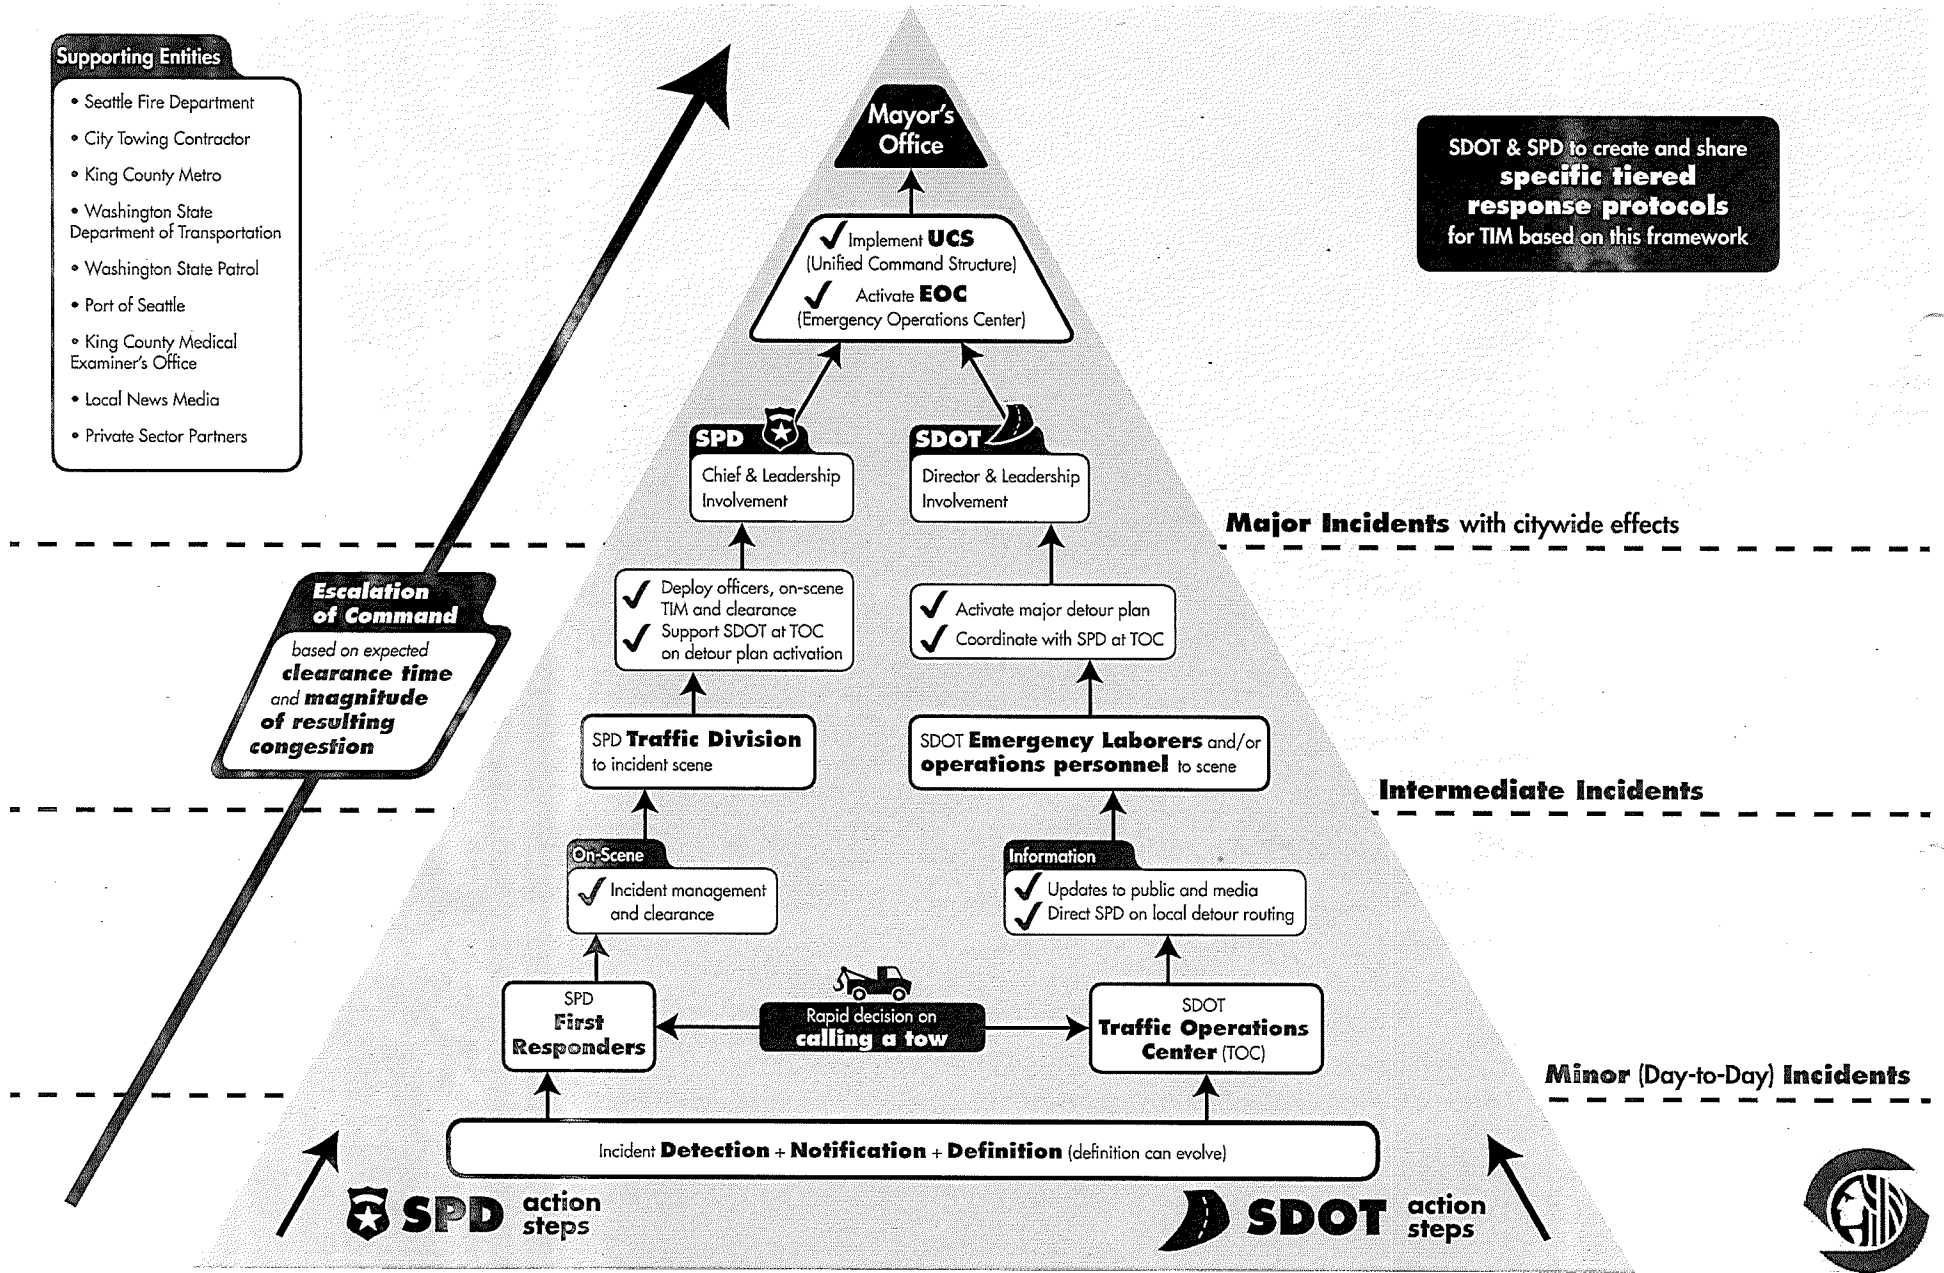 Supporting Entities
• Seattle Fire Department
• City Towing Contractor
• King County Metro
• Washington State
Department of Transportation
• Washington State Patrol
• Port of Seattle
• King County Medical
Examiner's Office
• Local News Media
• Private Sector Partners
Mayor's
Office
SDOT & SPD to create and share
specific tiered
response protocols
for TIM based on this framework
✓ Implement UCS
(Unified Command Structure)
✓ Activate EOC
(Emergency Operations Center)
SPD
Chief & Leadership
Involvement
SDOT
Director & Leadership
Involvement
Major Incidents with citywide effects
Escalation
of Command
based on expected
clearance time
and magnitude
of resulting
congestion
✓ Deploy officers, on-scene
TIM and clearance
✓ Support SDOT at TOC
on detour plan activation
✓ Activate major detour plan
✓ Coordinate with SPD at TOC
SPD Traffic Division
to incident scene
SDOT Emergency Laborers and/or
operations personnel to scene
Intermediate Incidents
On-Scene
✓ Incident management
and clearance
Information
✓ Updates to public and media
✓ Direct SPD on local detour routing
SPD
First
Responders
Rapid decision on
calling a tow
SDOT
Traffic Operations
Center (TOC)
Minor (Day-to-Day) Incidents
Incident Detection + Notification + Definition (definition can evolve)
SPD action
steps
SDOT action
steps